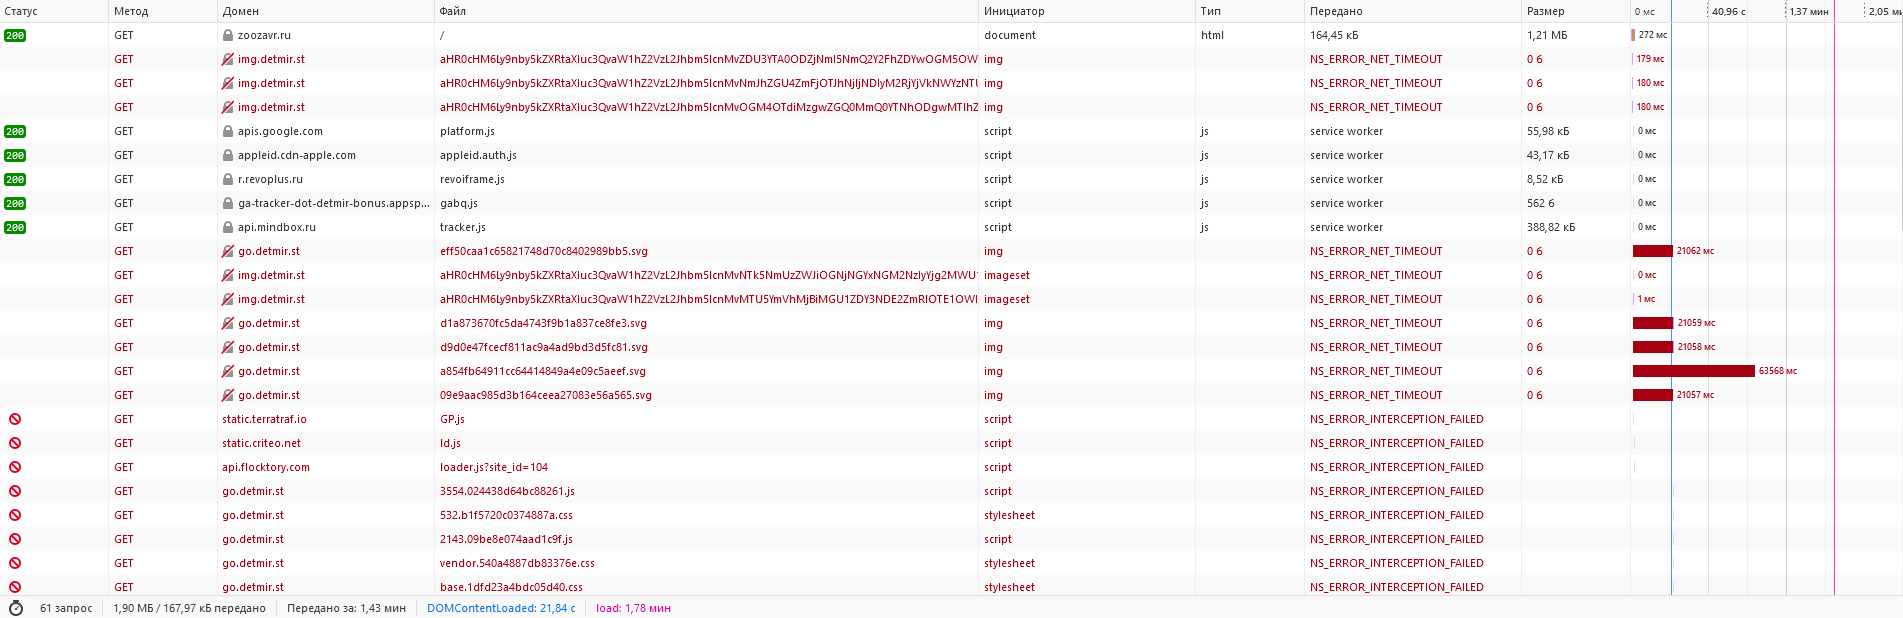 Статус Метод Домен Файл Инициатор Тип Передано Размер 0 мс 40,96 с 1,37 мин 2,05 ми
200 GET zoozavr.ru / document html 164,45 кБ 1,21 МБ 272 мс
GET img.detmir.st NS_ERROR_NET_TIMEOUT img 0 б 179 мс
GET img.detmir.st img NS_ERROR_NET_TIMEOUT 0 б 180 мс
GET img.detmir.st img NS_ERROR_NET_TIMEOUT 0 б 180 мс
200 GET apis.google.com platform.js script js service worker 55,98 кБ 0 мс
200 GET appleid.cdn-apple.com appleid.auth.js script js service worker 43,17 кБ 0 мс
200 GET r.revoplus.ru revoiframe.js script js service worker 8,52 кБ 0 мс
200 GET ga-tracker-dot-detmir-bonus.appsp... gabq.js script js service worker 562 б 0 мс
200 GET api.mindbox.ru tracker.js script js service worker 388,82 кБ 0 мс
GET go.detmir.st eff50caa1c65821748d70c8402989bb5.svg img NS_ERROR_NET_TIMEOUT 0 б 21062 мс
GET img.detmir.st imageset NS_ERROR_NET_TIMEOUT 0 б 0 мс
GET img.detmir.st imageset NS_ERROR_NET_TIMEOUT 0 б 1 мс
GET go.detmir.st d1a873670fc5da4743f9b1a837ce8fe3.svg img NS_ERROR_NET_TIMEOUT 0 б 21059 мс
GET go.detmir.st d9d0e47fcecf811ac9a4ad9bd3d5fc81.svg img NS_ERROR_NET_TIMEOUT 0 б 21058 мс
GET go.detmir.st a854fb64911cc64414849a4e09c5aeef.svg img NS_ERROR_NET_TIMEOUT 0 б 63568 мс
GET go.detmir.st 09e9aac985d3b164ceea27083e56a565.svg img NS_ERROR_NET_TIMEOUT 0 б 21057 мс
GET static.terratraf.io GP.js script NS_ERROR_INTERCEPTION_FAILED
GET static.criteo.net ld.js script NS_ERROR_INTERCEPTION_FAILED
GET api.flocktory.com loader.js?site_id=104 script NS_ERROR_INTERCEPTION_FAILED
GET go.detmir.st 3554.024438d64bc88261.js script NS_ERROR_INTERCEPTION_FAILED
GET go.detmir.st 532.b1f5720c0374887a.css stylesheet NS_ERROR_INTERCEPTION_FAILED
GET go.detmir.st 2143.09be8e074aad1c9f.js script NS_ERROR_INTERCEPTION_FAILED
GET go.detmir.st vendor.540a4887db83376e.css stylesheet NS_ERROR_INTERCEPTION_FAILED
GET go.detmir.st base.1dfd23a4bdc05d40.css stylesheet NS_ERROR_INTERCEPTION_FAILED
61 запрос 1,90 МБ / 167,97 кБ передано Передано за: 1,43 мин DOMContentLoaded: 21,84 с load: 1,78 мин